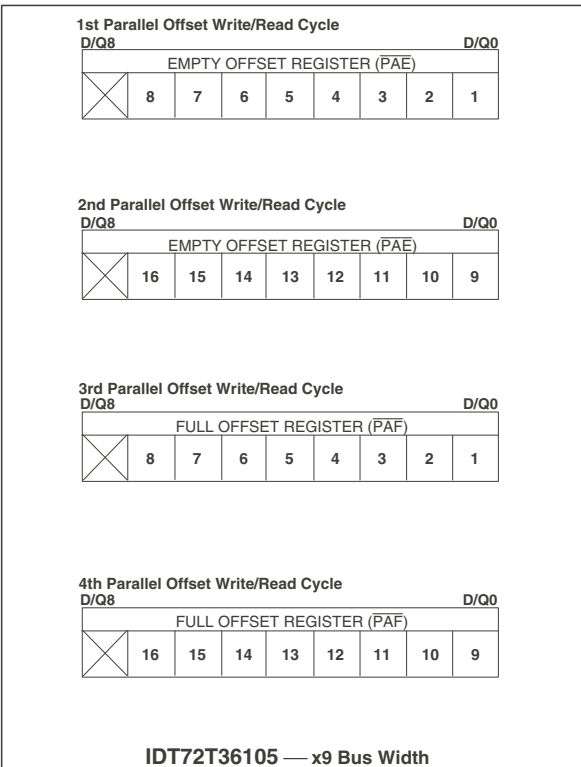 1st Parallel Offset Write/Read Cycle
D/Q8 D/Q0
EMPTY OFFSET REGISTER (P̅A̅E̅)
8 7 6 5 4 3 2 1
2nd Parallel Offset Write/Read Cycle
D/Q8 D/Q0
EMPTY OFFSET REGISTER (P̅A̅E̅)
16 15 14 13 12 11 10 9
3rd Parallel Offset Write/Read Cycle
D/Q8 D/Q0
FULL OFFSET REGISTER (P̅A̅F̅)
8 7 6 5 4 3 2 1
4th Parallel Offset Write/Read Cycle
D/Q8 D/Q0
FULL OFFSET REGISTER (P̅A̅F̅)
16 15 14 13 12 11 10 9
IDT72T36105 — x9 Bus Width